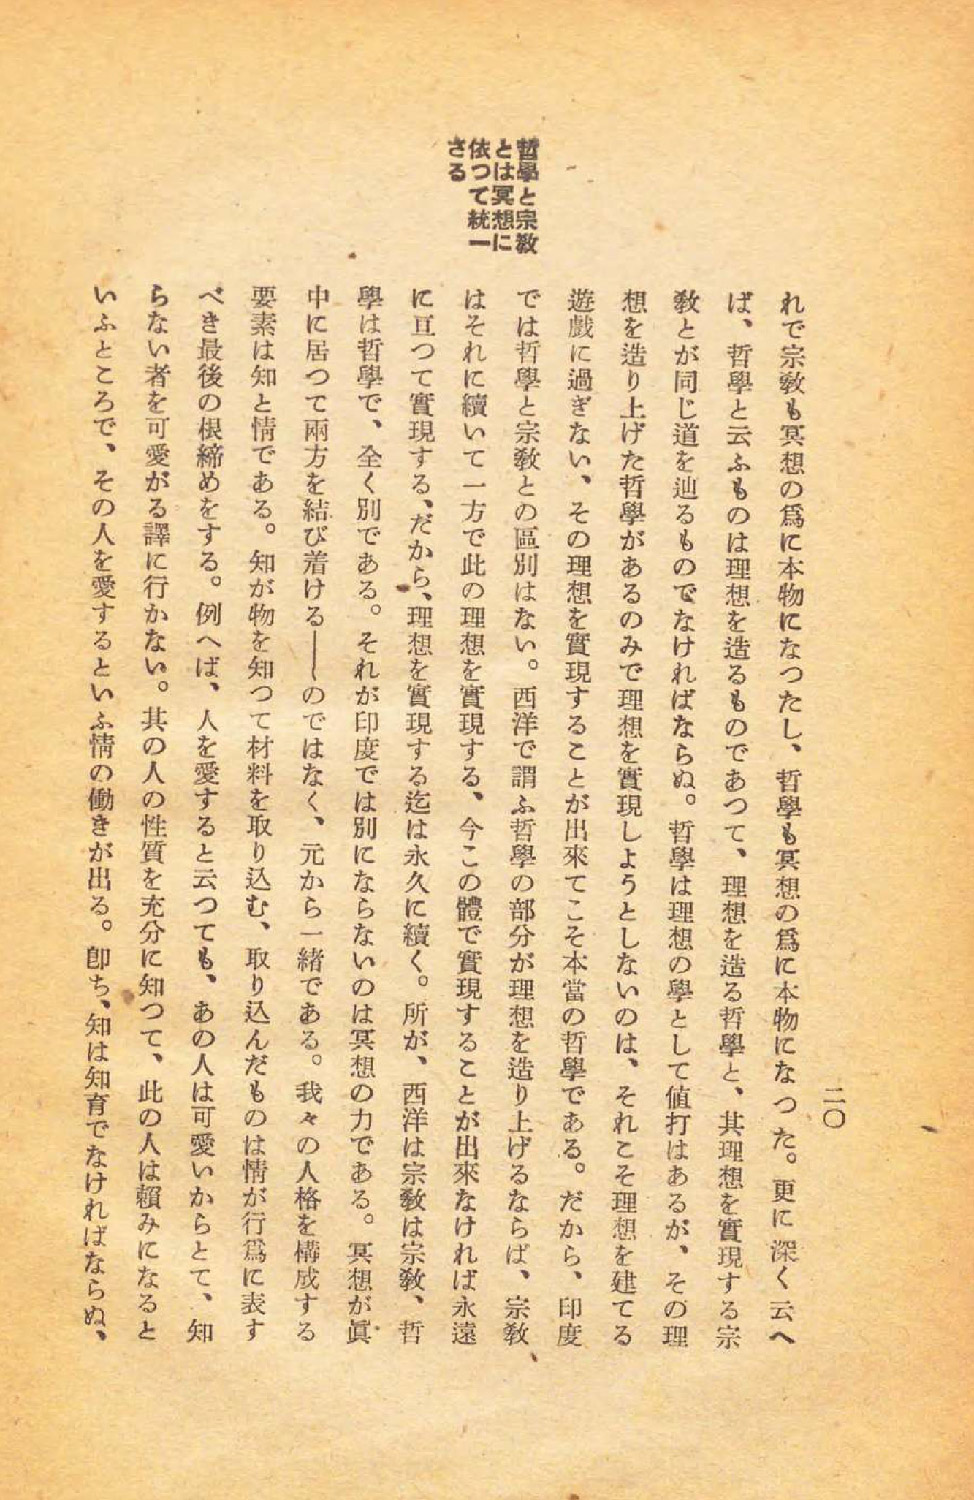 二〇
哲學と宗教
とは冥想に
依つて統一
さる
れで宗教も冥想の爲に本物になつたし、哲學も冥想の爲に本物になつた。更に深く云へ
ば、哲學と云ふものは理想を造るものであつて、理想を造る哲學と、其理想を實現する宗
教とが同じ道を辿るものでなければならぬ。哲學は理想の學として値打はあるが、その理
想を造り上げた哲學があるのみで理想を實現しようとしないのは、それこそ理想を建てる
遊戲に過ぎない、その理想を實現することが出來てこそ本當の哲學である。だから、印度
では哲學と宗教との區別はない。西洋で謂ふ哲學の部分が理想を造り上げるならば、宗教
はそれに續いて一方で此の理想を實現する、今この體で實現することが出來なければ永遠
に亘つて實現する、だから、理想を實現する迄は永久に續く。所が、西洋は宗教は宗教、哲
學は哲學で、全く別である。それが印度では別にならないのは冥想の力である。冥想が眞
中に居つて兩方を結び着ける——のではなく、元から一緒である。我々の人格を構成する
要素は知と情である。知が物を知つて材料を取り込む、取り込んだものは情が行爲に表す
べき最後の根締めをする。例へば、人を愛すると云つても、あの人は可愛いからとて、知
らない者を可愛がる譯に行かない。其の人の性質を充分に知つて、此の人は賴みになると
いふところで、その人を愛するといふ情の働きが出る。卽ち、知は知育でなければならぬ、